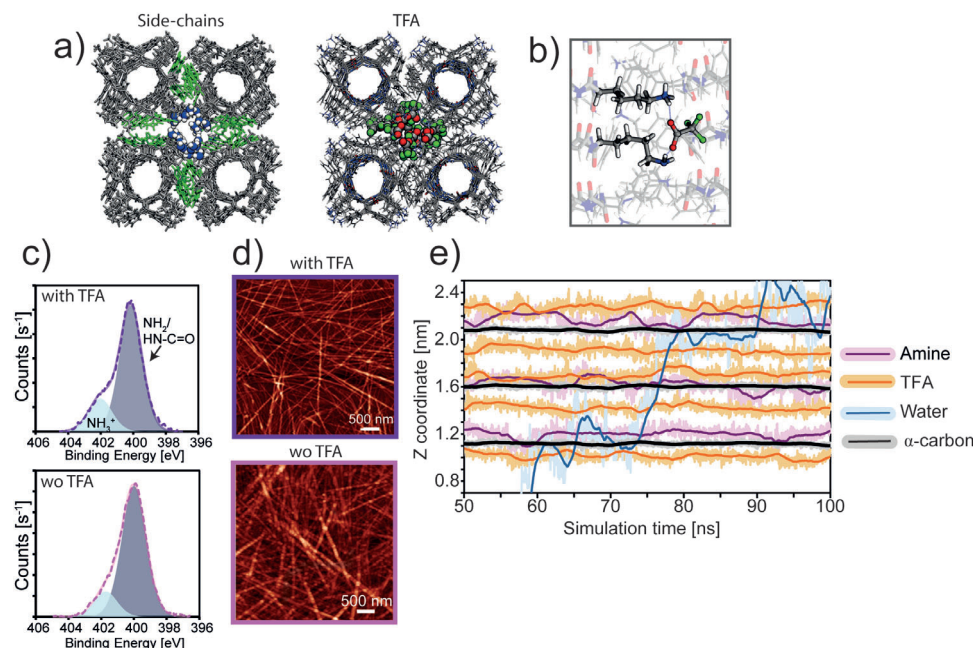 Side-chains
TFA
a)
b)
c)
with TFA
NH₂/
HN-C=O
NH₃⁺
Counts [s⁻¹]
406 404 402 400 398 396
Binding Energy [eV]
wo TFA
Counts [s⁻¹]
406 404 402 400 398 396
Binding Energy [eV]
d)
with TFA
500 nm
wo TFA
500 nm
e)
Z coordinate [nm]
2.4
2.0
1.6
1.2
0.8
50 60 70 80 90 100
Simulation time [ns]
Amine
TFA
Water
α-carbon